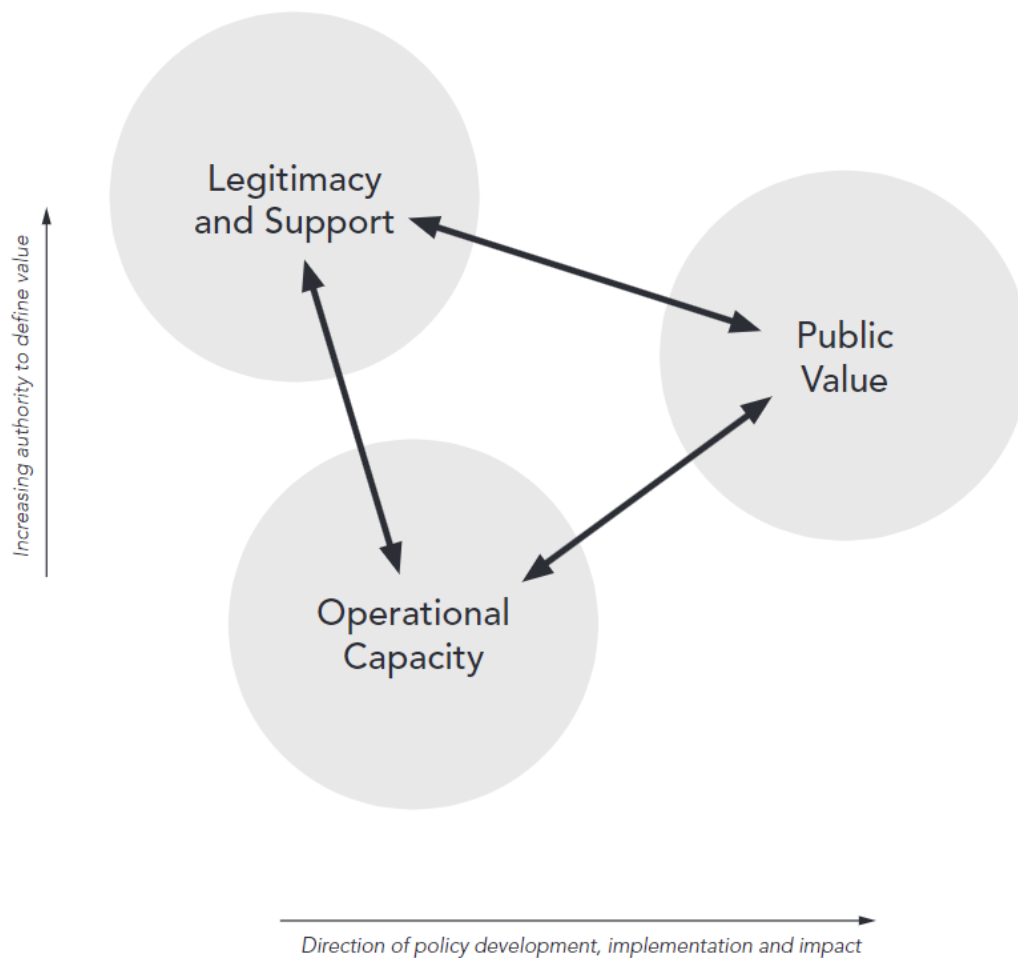 Legitimacy
and Support
Increasing authority to define value
Public
Value
Operational
Capacity
Direction of policy development, implementation and impact